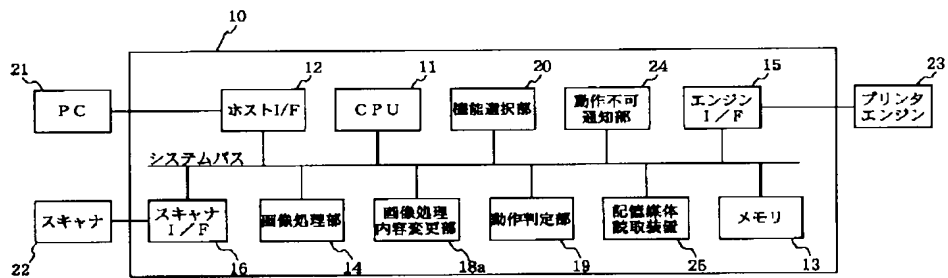 10
21
12
11
20
24
15
23
PC
ホストI/F
CPU
機能選択部
動作不可
通知部
エンジン
I/F
プリンタ
エンジン
システムバス
スキャナ
スキャナ
I/F
画像処理部
画像処理
内容変更部
動作判定部
記憶媒体
読取装置
メモリ
22
16
14
18a
19
25
13